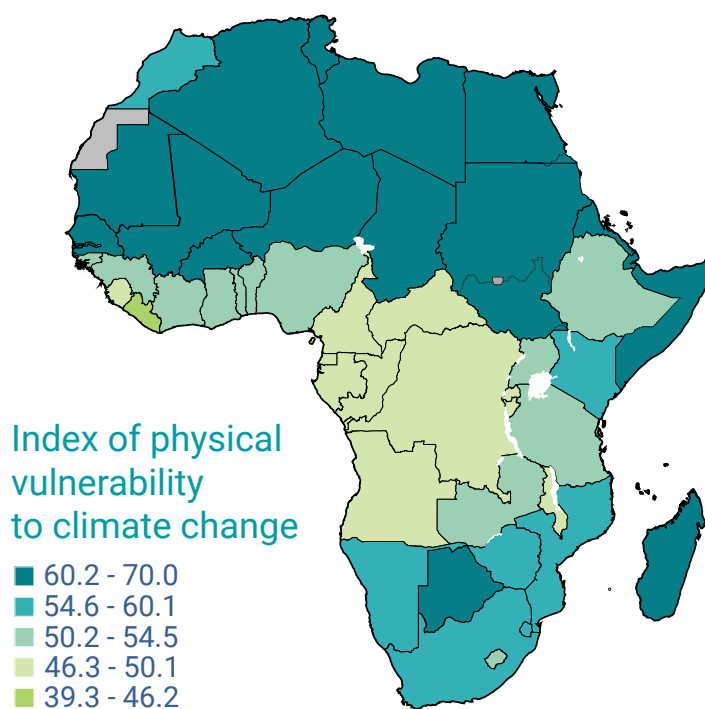 Index of physical
vulnerability
to climate change
60.2 - 70.0
54.6 - 60.1
50.2 - 54.5
46.3 - 50.1
39.3 - 46.2